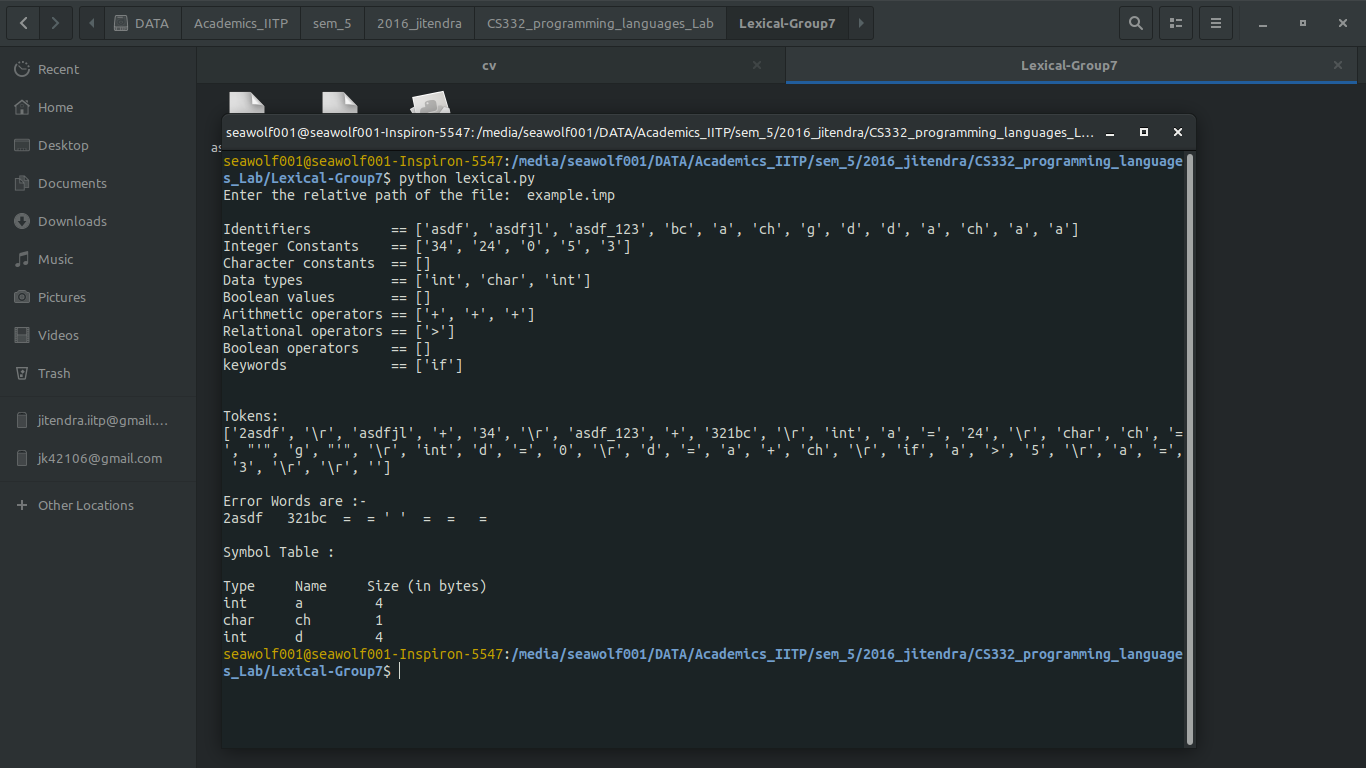 DATA Academics_IITP sem_5 2016_jitendra CS332_programming_languages_Lab Lexical-Group7
Recent
Home
Desktop
Documents
Downloads
Music
Pictures
Videos
Trash
jitendra.iitp@gmail....
jk42106@gmail.com
Other Locations
cv Lexical-Group7
as
seawolf001@seawolf001-Inspiron-5547: /media/seawolf001/DATA/Academics_IITP/sem_5/2016_jitendra/CS332_programming_languages_L...
seawolf001@seawolf001-Inspiron-5547:/media/seawolf001/DATA/Academics_IITP/sem_5/2016_jitendra/CS332_programming_language
s_Lab/Lexical-Group7$ python lexical.py
Enter the relative path of the file:  example.imp
Identifiers          == ['asdf', 'asdfjl', 'asdf_123', 'bc', 'a', 'ch', 'g', 'd', 'd', 'a', 'ch', 'a', 'a']
Integer Constants    == ['34', '24', '0', '5', '3']
Character constants  == []
Data types           == ['int', 'char', 'int']
Boolean values       == []
Arithmetic operators == ['+', '+', '+']
Relational operators == ['>']
Boolean operators    == []
keywords             == ['if']
Tokens:
['2asdf', '\r', 'asdfjl', '+', '34', '\r', 'asdf_123', '+', '321bc', '\r', 'int', 'a', '=', '24', '\r', 'char', 'ch', '=
', "'", 'g', "'", '\r', 'int', 'd', '=', '0', '\r', 'd', '=', 'a', '+', 'ch', '\r', 'if', 'a', '>', '5', '\r', 'a', '=',
 '3', '\r', '\r', '']
Error Words are :-
2asdf   321bc  =  = ' '  =  =   =
Symbol Table :
Type     Name     Size (in bytes)
int      a         4
char     ch        1
int      d         4
seawolf001@seawolf001-Inspiron-5547:/media/seawolf001/DATA/Academics_IITP/sem_5/2016_jitendra/CS332_programming_language
s_Lab/Lexical-Group7$